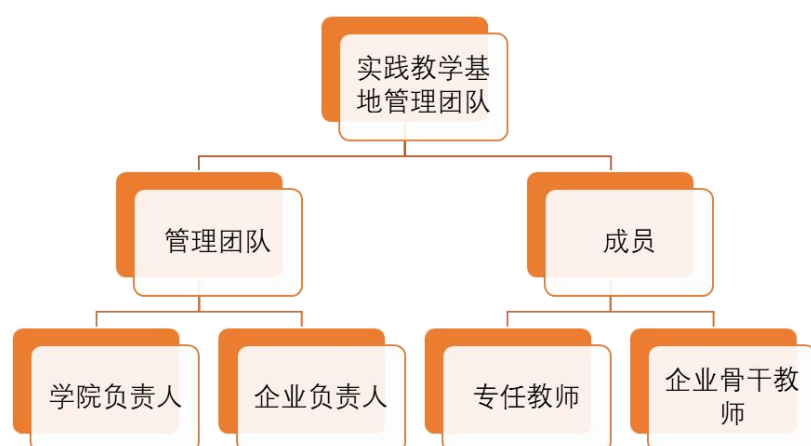 实践教学基
地管理团队
管理团队
成员
学院负责人
企业负责人
专任教师
企业骨干教
师